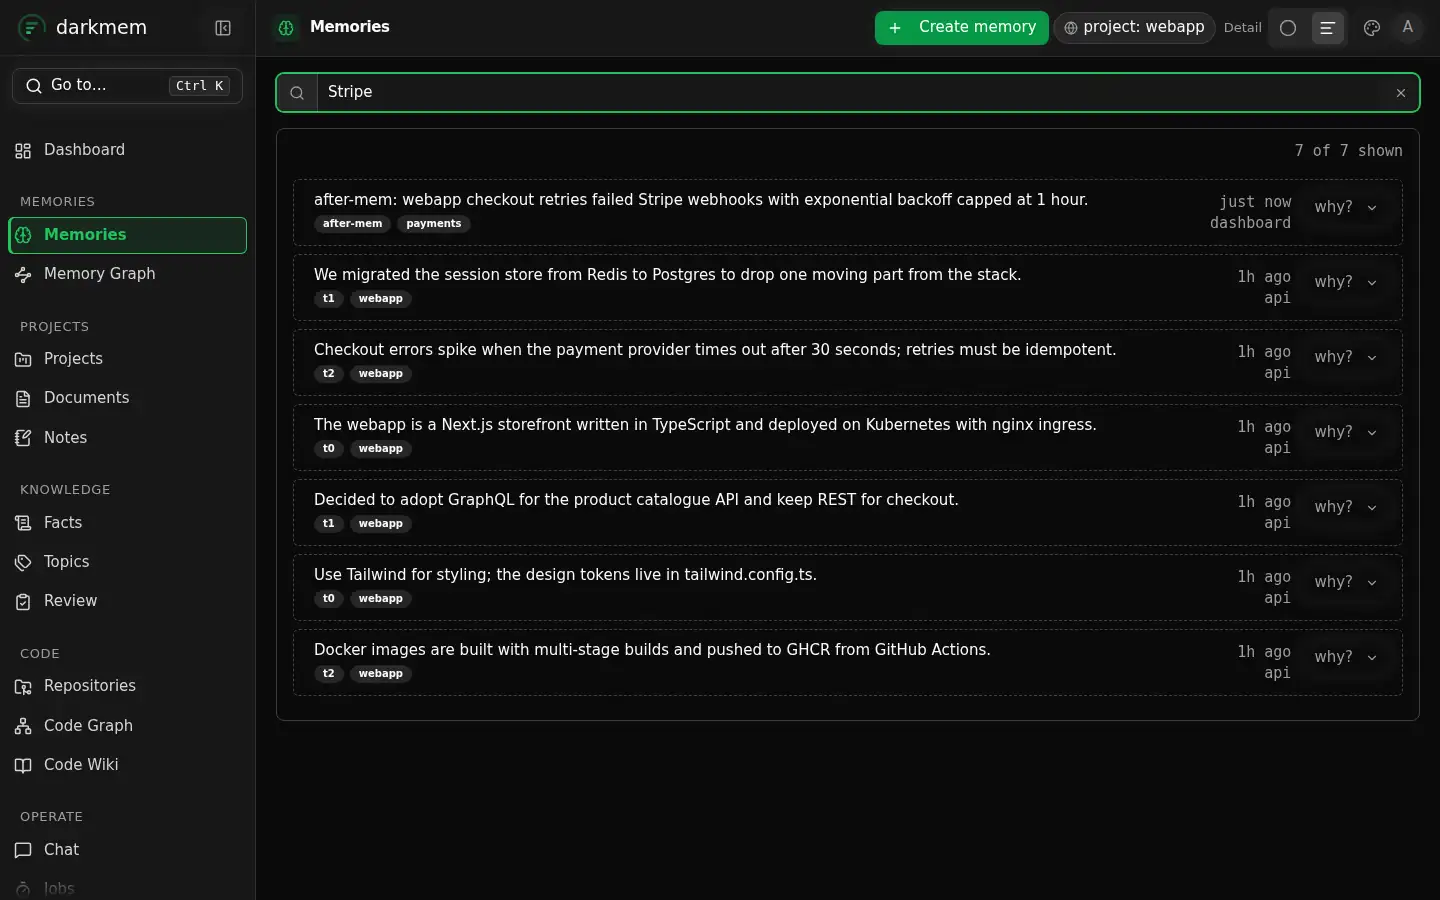 darkmem
Memories
Create memory
project: webapp
Detail
A
Go to...
Ctrl K
Stripe
Dashboard
MEMORIES
Memories
Memory Graph
PROJECTS
Projects
Documents
Notes
KNOWLEDGE
Facts
Topics
Review
CODE
Repositories
Code Graph
Code Wiki
OPERATE
Chat
Jobs
7 of 7 shown
after-mem: webapp checkout retries failed Stripe webhooks with exponential backoff capped at 1 hour.
after-mem payments
just now
dashboard
why?
We migrated the session store from Redis to Postgres to drop one moving part from the stack.
t1 webapp
1h ago
api
why?
Checkout errors spike when the payment provider times out after 30 seconds; retries must be idempotent.
t2 webapp
1h ago
api
why?
The webapp is a Next.js storefront written in TypeScript and deployed on Kubernetes with nginx ingress.
t0 webapp
1h ago
api
why?
Decided to adopt GraphQL for the product catalogue API and keep REST for checkout.
t1 webapp
1h ago
api
why?
Use Tailwind for styling; the design tokens live in tailwind.config.ts.
t0 webapp
1h ago
api
why?
Docker images are built with multi-stage builds and pushed to GHCR from GitHub Actions.
t2 webapp
1h ago
api
why?